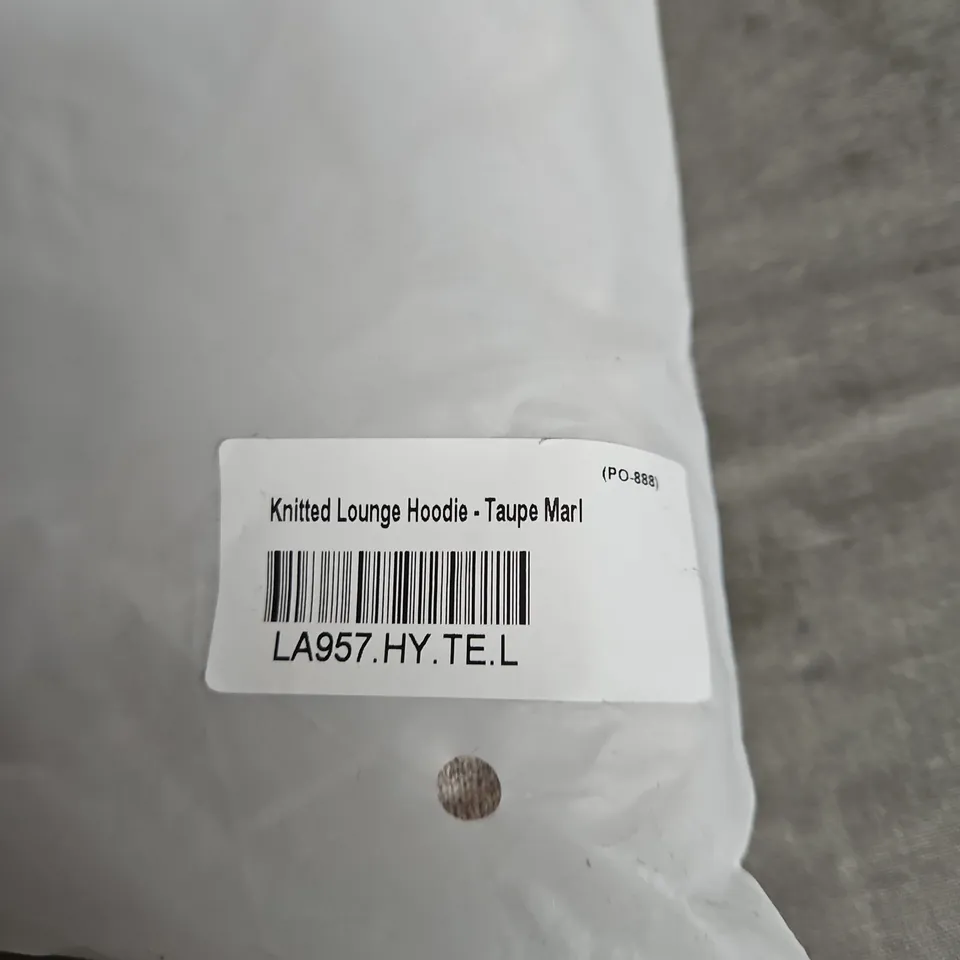 (PO-888)
Knitted Lounge Hoodie - Taupe Marl
LA957.HY.TE.L